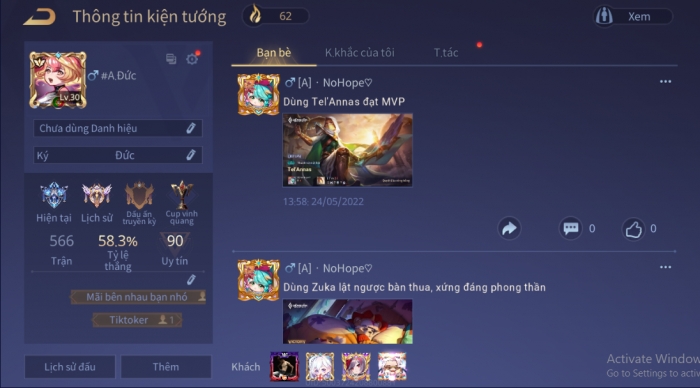 Thông tin kiện tướng
62
Xem
#A.Đức
Lv.30
Chưa dùng Danh hiệu
Ký Đức
Hiện tại
Lịch sử
Dấu ấn truyền kỳ
Cup vinh quang
566
Trận
58.3%
Tỷ lệ thắng
90
Uy tín
Mãi bên nhau bạn nhỏ
Tiktoker 1
Lịch sử đấu
Thêm
Bạn bè
K.khắc của tôi
T.tác
[A] · NoHope♡
Dùng Tel'Annas đạt MVP
Tel'Annas
13:58 24/05/2022
0
0
[A] · NoHope♡
Dùng Zuka lật ngược bàn thua, xứng đáng phong thần
Khách
Activate Window
Go to Settings to activ